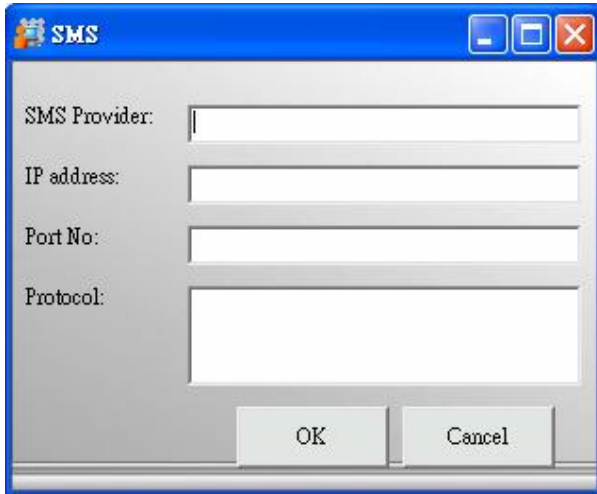 SMS
SMS Provider:
IP address:
Port No:
Protocol:
OK Cancel